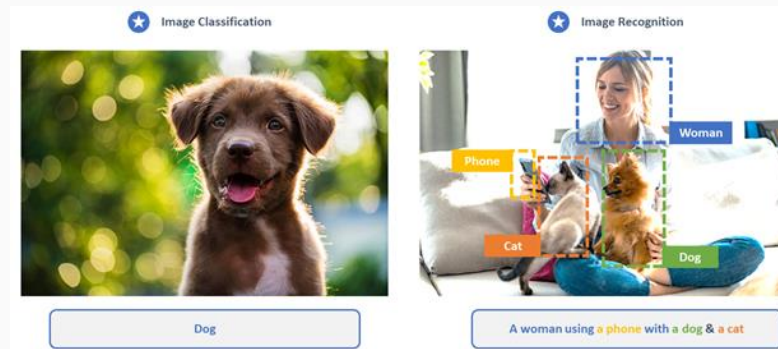 Image Classification
Image Recognition
Woman
Phone
Cat
Dog
Dog
A woman using a phone with a dog & a cat